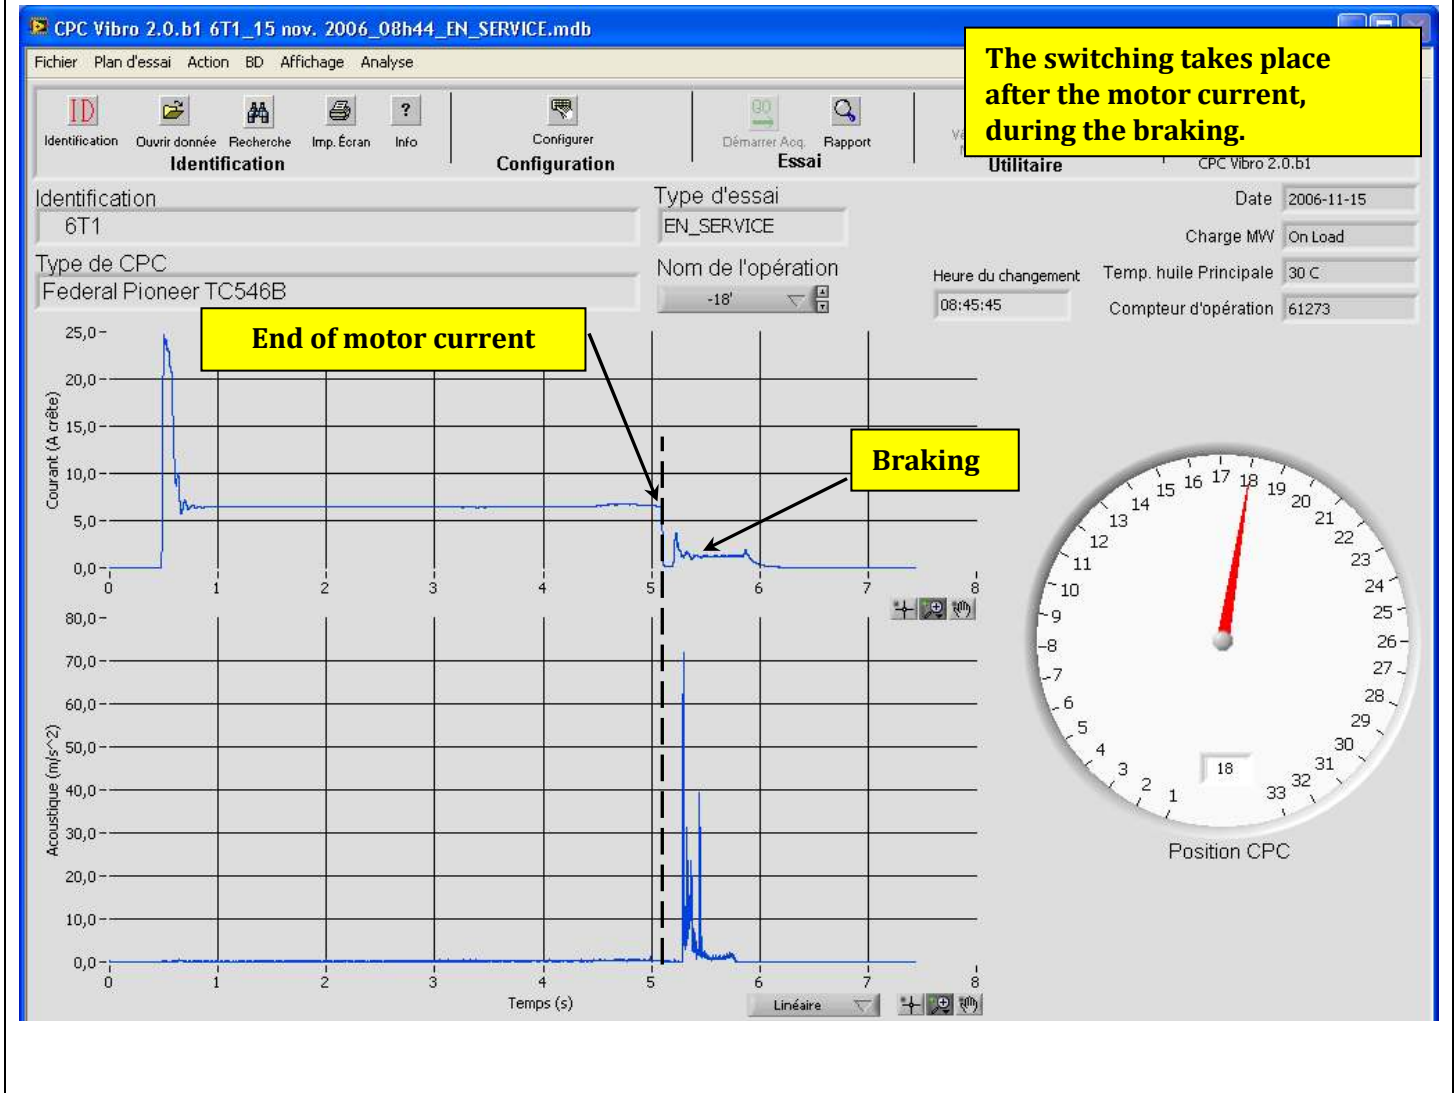 CPC Vibro 2.0.b1 6T1_15 nov. 2006_08h44_EN_SERVICE.mdb
Fichier Plan d'essai Action BD Affichage Analyse
The switching takes place
after the motor current,
during the braking.
ID
?
GO
Identification Ouvrir donnée Recherche Imp. Écran Info
Configurer
Démarrer Acq. Rapport
Identification
Configuration
Essai
Utilitaire
CPC Vibro 2.0.b1
Identification
6T1
Type d'essai
EN_SERVICE
Date 2006-11-15
Charge MW On Load
Type de CPC
Federal Pioneer TC546B
Nom de l'opération
-18'
Heure du changement
08:45:45
Temp. huile Principale 30 C
Compteur d'opération 61273
End of motor current
Braking
Courant (A crête)
25,0
20,0
15,0
10,0
5,0
0,0
0 1 2 3 4 5 6 7 8
Acoustique (m/s^2)
80,0
70,0
60,0
50,0
40,0
30,0
20,0
10,0
0,0
0 1 2 3 4 5 6 7 8
Temps (s)
Linéaire
1 2 3 4 5 6 7 8 9 10 11 12 13 14 15 16 17 18 19 20 21 22 23 24 25 26 27 28 29 30 31 32 33
18
Position CPC